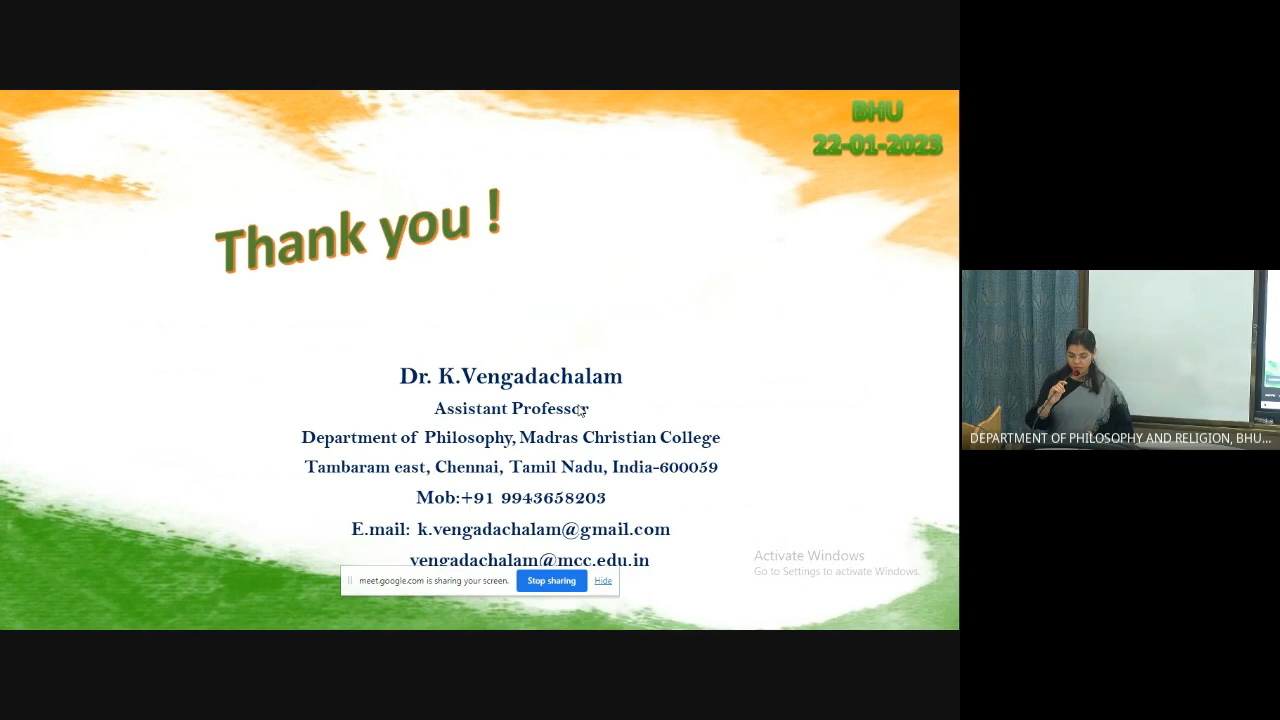 BHU
22-01-2023
Thank you !
Dr. K.Vengadachalam
Assistant Professor
Department of Philosophy, Madras Christian College
Tambaram east, Chennai, Tamil Nadu, India-600059
Mob:+91 9943658203
E.mail: k.vengadachalam@gmail.com
vengadachalam@mcc.edu.in
Activate Windows
Go to Settings to activate Windows.
meet.google.com is sharing your screen. Stop sharing Hide
DEPARTMENT OF PHILOSOPHY AND RELIGION, BHU...